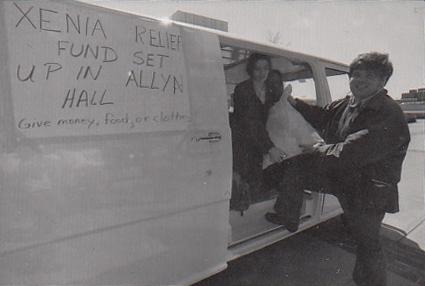 XENIA RELIEF
FUND SET
UP IN ALLYN
HALL
Give money, food, or clothes